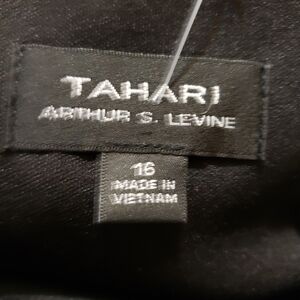 TAHARI
ARTHUR S. LEVINE
16
MADE IN
VIETNAM